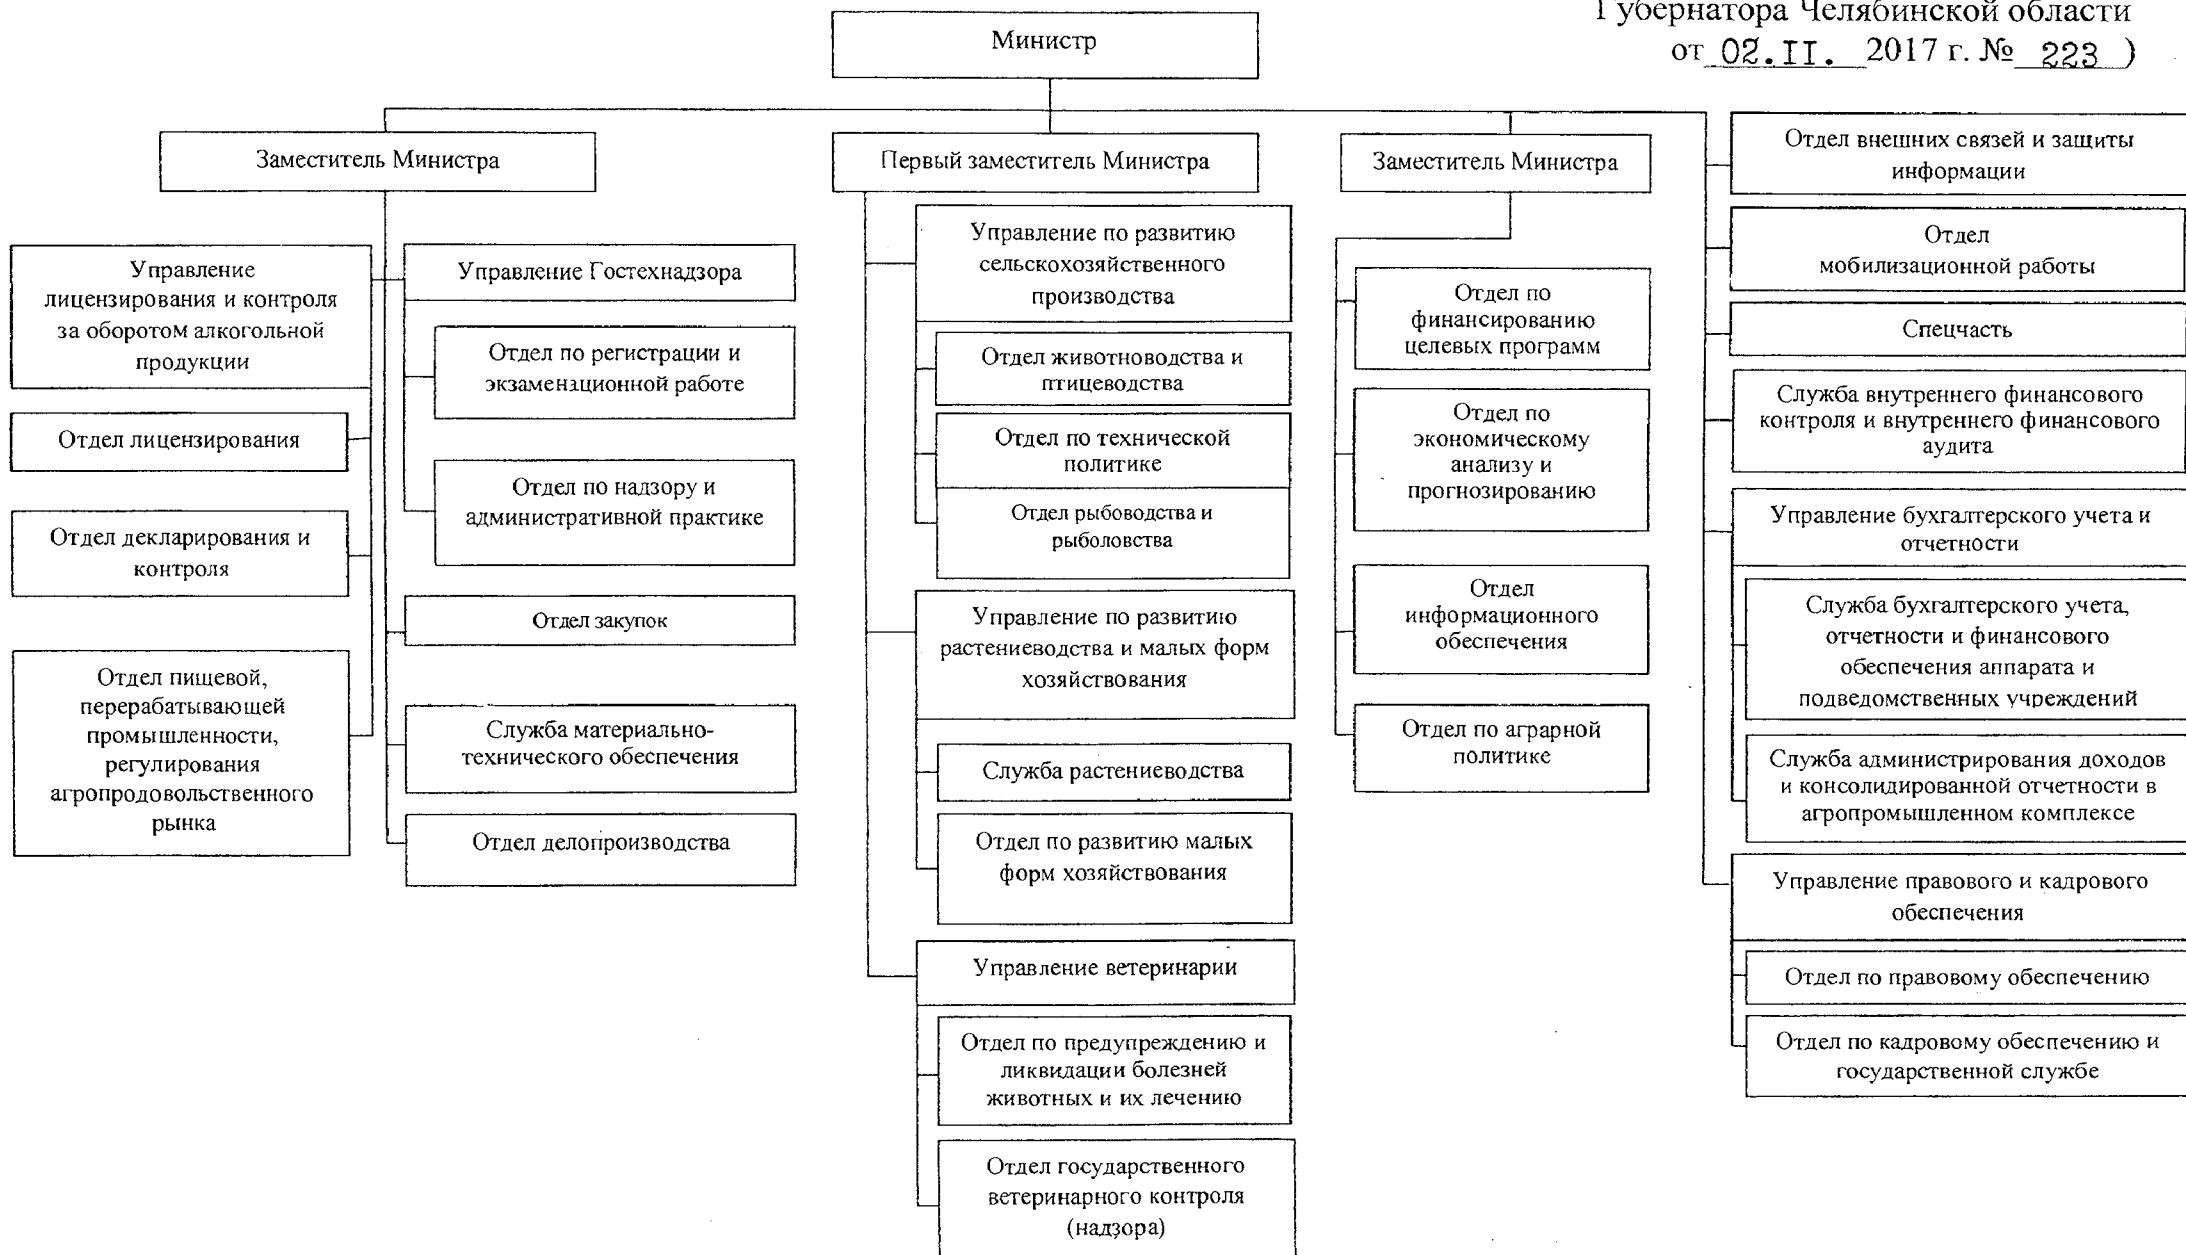 Губернатора Челябинской области
от 02.II. 2017 г. № 223 )
Министр
Заместитель Министра
Первый заместитель Министра
Заместитель Министра
Управление
лицензирования и контроля
за оборотом алкогольной
продукции
Отдел лицензирования
Отдел декларирования и
контроля
Отдел пищевой,
перерабатывающей
промышленности,
регулирования
агропродовольственного
рынка
Управление Гостехнадзора
Отдел по регистрации и
экзаменационной работе
Отдел по надзору и
административной практике
Отдел закупок
Служба материально-
технического обеспечения
Отдел делопроизводства
Управление по развитию
сельскохозяйственного
производства
Отдел животноводства и
птицеводства
Отдел по технической
политике
Отдел рыбоводства и
рыболовства
Управление по развитию
растениеводства и малых форм
хозяйствования
Служба растениеводства
Отдел по развитию малых
форм хозяйствования
Управление ветеринарии
Отдел по предупреждению и
ликвидации болезней
животных и их лечению
Отдел государственного
ветеринарного контроля
(надзора)
Отдел по
финансированию
целевых программ
Отдел по
экономическому
анализу и
прогнозированию
Отдел
информационного
обеспечения
Отдел по аграрной
политике
Отдел внешних связей и защиты
информации
Отдел
мобилизационной работы
Спецчасть
Служба внутреннего финансового
контроля и внутреннего финансового
аудита
Управление бухгалтерского учета и
отчетности
Служба бухгалтерского учета,
отчетности и финансового
обеспечения аппарата и
подведомственных учреждений
Служба администрирования доходов
и консолидированной отчетности в
агропромышленном комплексе
Управление правового и кадрового
обеспечения
Отдел по правовому обеспечению
Отдел по кадровому обеспечению и
государственной службе